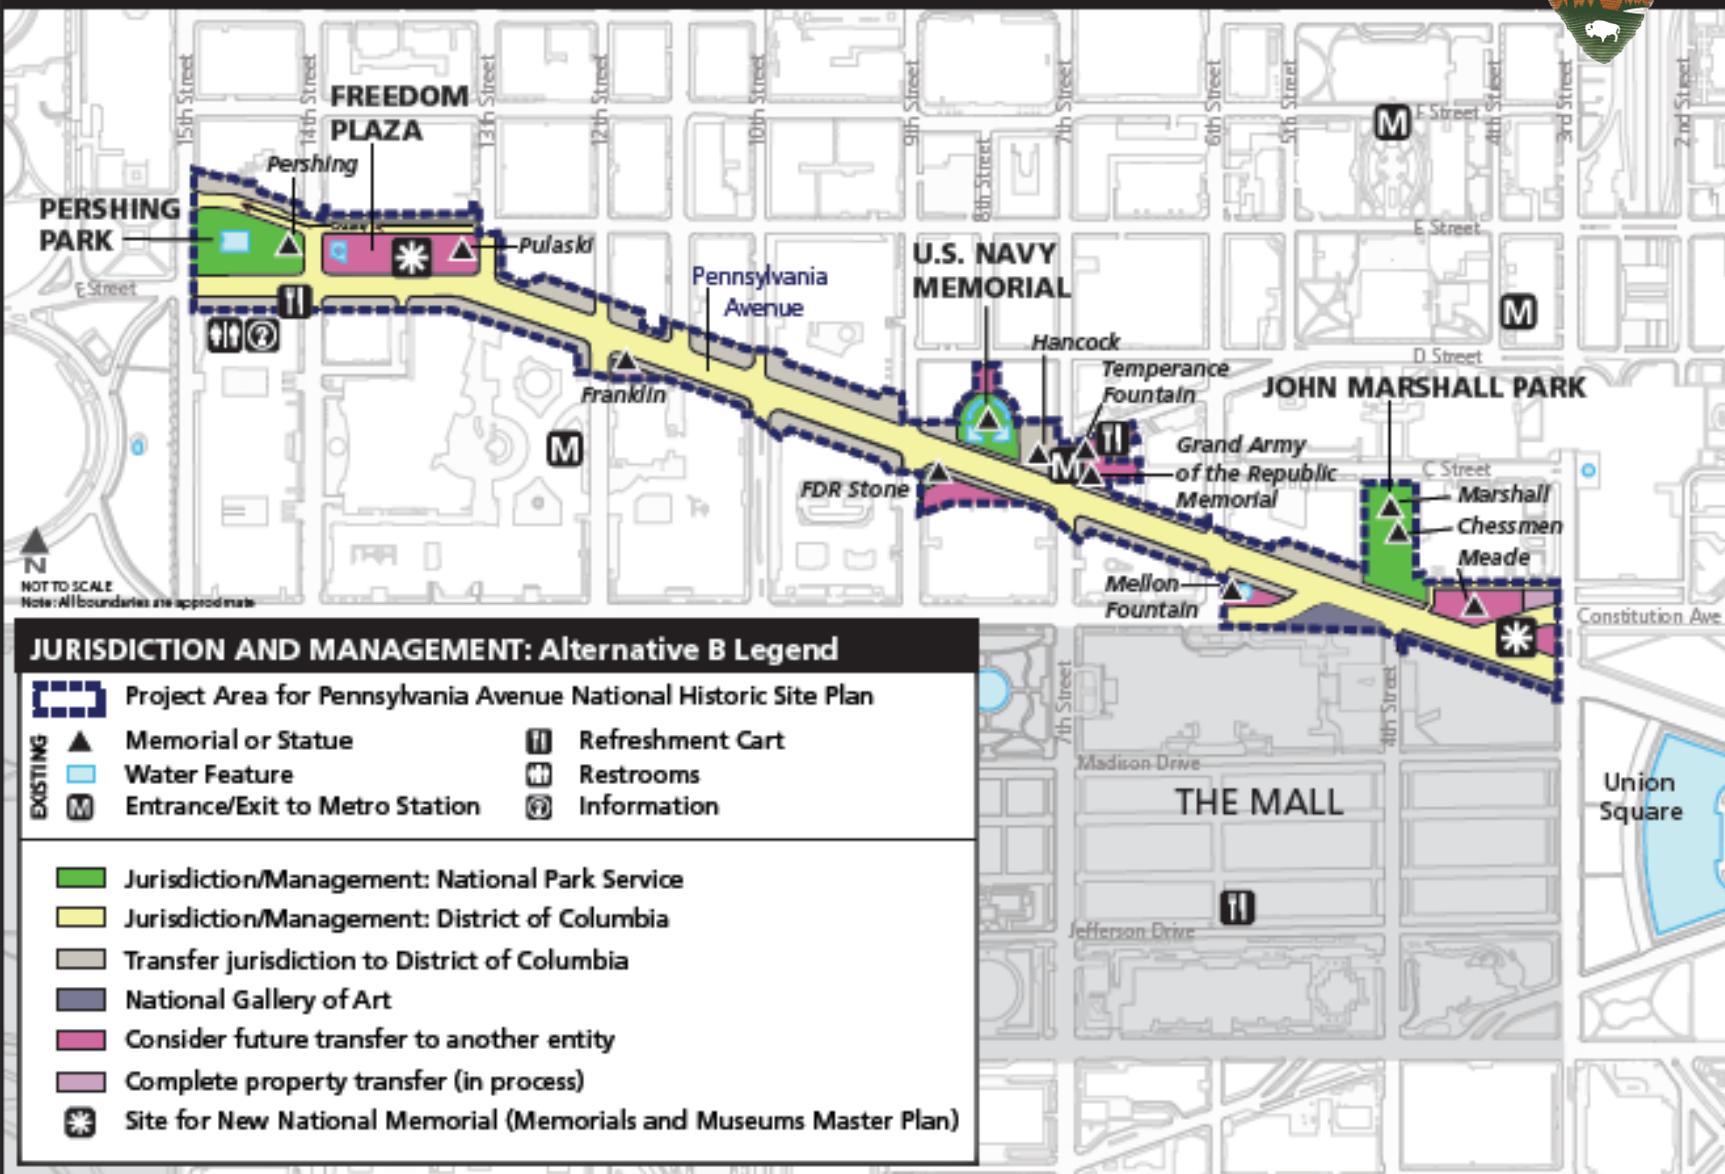 15th Street
14th Street
13th Street
12th Street
10th Street
9th Street
8th Street
7th Street
6th Street
5th Street
4th Street
3rd Street
2nd Street
FREEDOM
PLAZA
Pershing
PERSHING
PARK
Pulaski
E Street
Pennsylvania
Avenue
Franklin
M
U.S. NAVY
MEMORIAL
Hancock
Temperance
Fountain
M
Grand Army
of the Republic
Memorial
FDR Stone
M
F Street
E Street
M
D Street
JOHN MARSHALL PARK
C Street
Marshall
Chessmen
Meade
Mellon
Fountain
Constitution Ave
N
NOT TO SCALE
Note: All boundaries are approximate
7th Street
4th Street
Madison Drive
THE MALL
Jefferson Drive
Union
Square
JURISDICTION AND MANAGEMENT: Alternative B Legend
Project Area for Pennsylvania Avenue National Historic Site Plan
EXISTING
Memorial or Statue
Water Feature
M Entrance/Exit to Metro Station
Refreshment Cart
Restrooms
? Information
Jurisdiction/Management: National Park Service
Jurisdiction/Management: District of Columbia
Transfer jurisdiction to District of Columbia
National Gallery of Art
Consider future transfer to another entity
Complete property transfer (in process)
Site for New National Memorial (Memorials and Museums Master Plan)